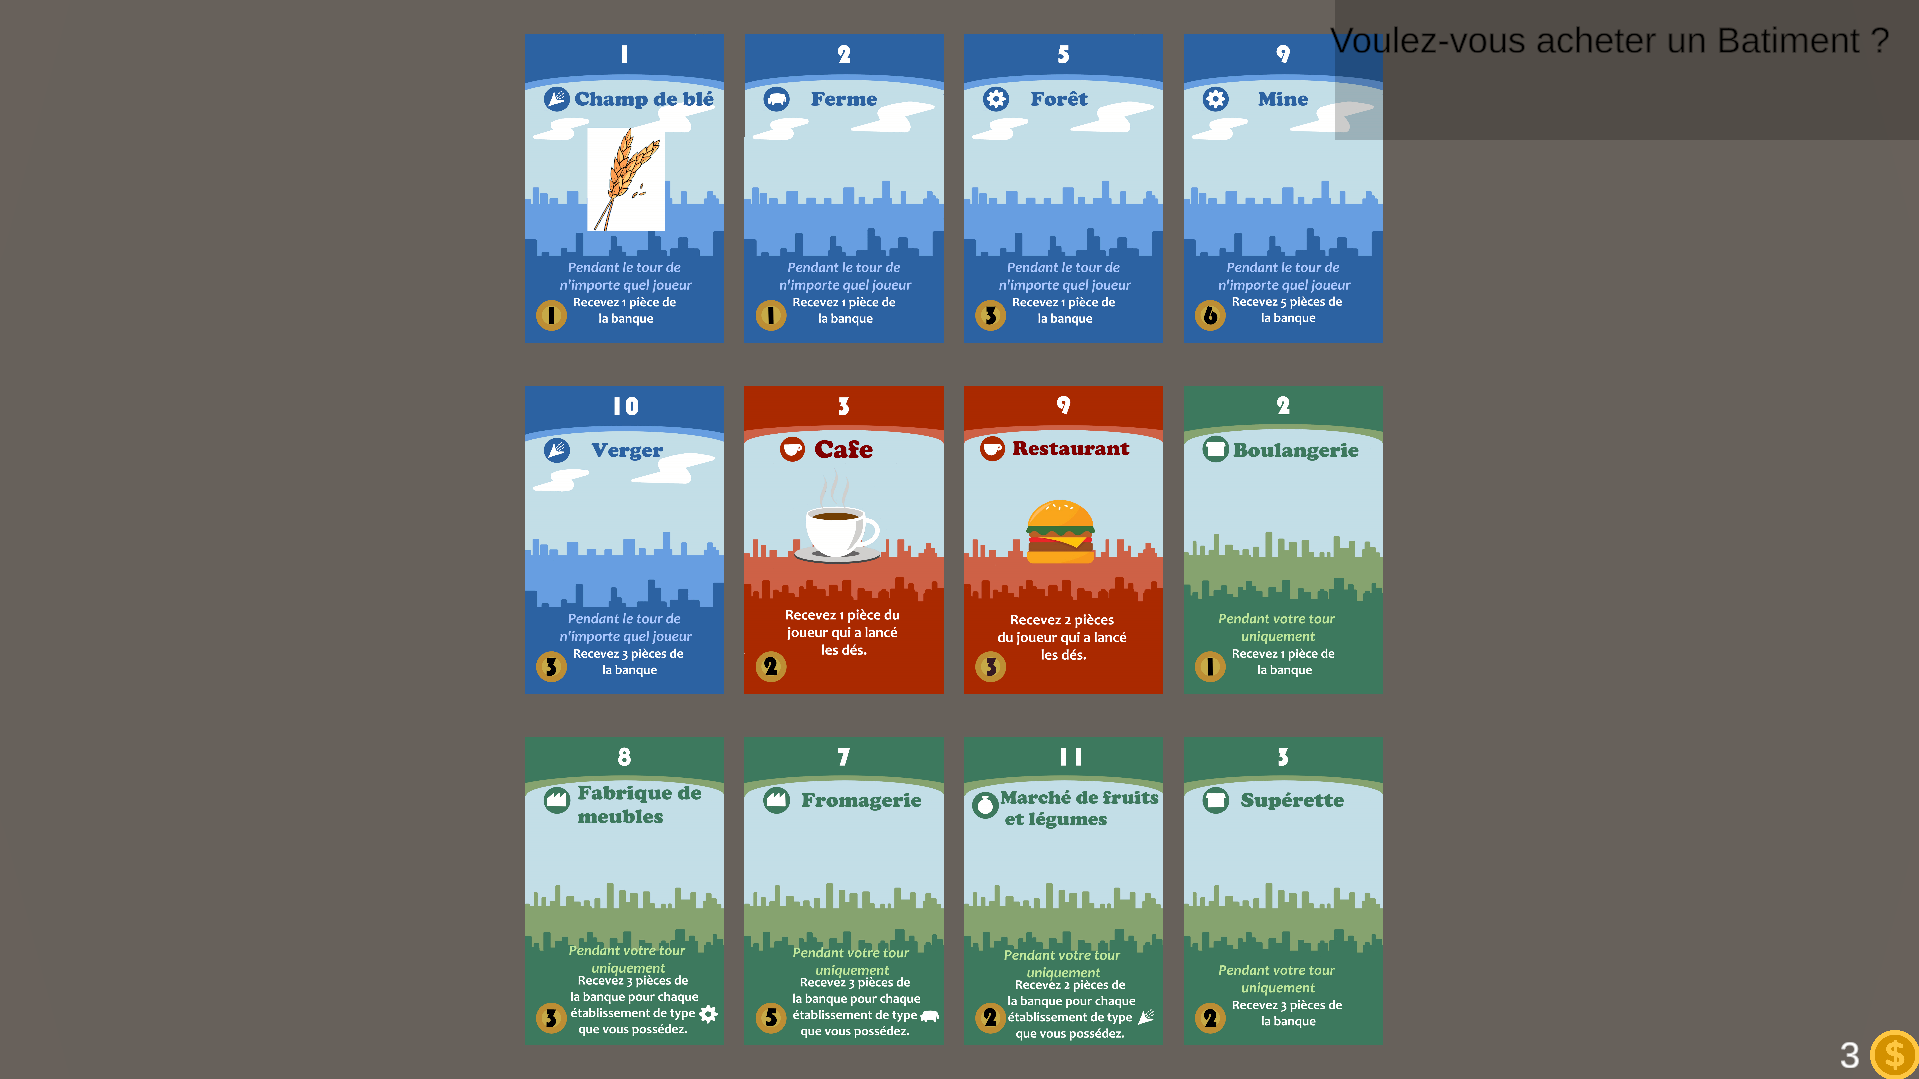 Voulez-vous acheter un Batiment ?
1
Champ de blé
Pendant le tour de
n'importe quel joueur
Recevez 1 pièce de
la banque
1
2
Ferme
Pendant le tour de
n'importe quel joueur
Recevez 1 pièce de
la banque
1
5
Forêt
Pendant le tour de
n'importe quel joueur
Recevez 1 pièce de
la banque
3
9
Mine
Pendant le tour de
n'importe quel joueur
Recevez 5 pièces de
la banque
6
10
Verger
Pendant le tour de
n'importe quel joueur
Recevez 3 pièces de
la banque
3
3
Cafe
Recevez 1 pièce du
joueur qui a lancé
les dés.
2
9
Restaurant
Recevez 2 pièces
du joueur qui a lancé
les dés.
3
2
Boulangerie
Pendant votre tour
uniquement
Recevez 1 pièce de
la banque
1
8
Fabrique de
meubles
Pendant votre tour
uniquement
Recevez 3 pièces de
la banque pour chaque
établissement de type
que vous possédez.
3
7
Fromagerie
Pendant votre tour
uniquement
Recevez 3 pièces de
la banque pour chaque
établissement de type
que vous possédez.
5
11
Marché de fruits
et légumes
Pendant votre tour
uniquement
Recevez 2 pièces de
la banque pour chaque
établissement de type
que vous possédez.
2
3
Supérette
Pendant votre tour
uniquement
Recevez 3 pièces de
la banque
2
3
$